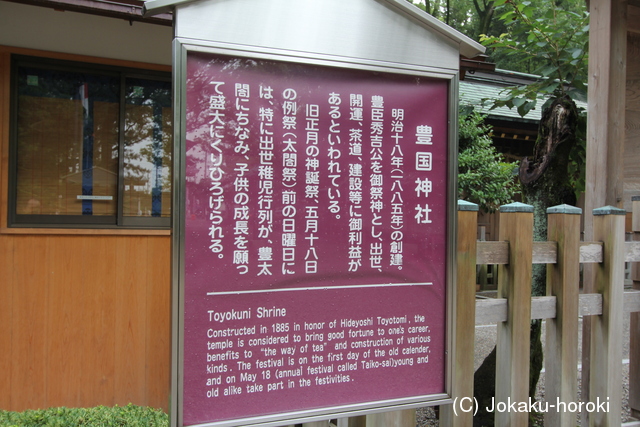 豊国神社
明治十八年(一八八五年)の創建。
豊臣秀吉公を御祭神とし、出世、
開運、茶道、建設等に御利益が
あるといわれている。
旧正月の神誕祭、五月十八日
の例祭(太閤祭)前の日曜日に
は、特に出世稚児行列が、豊太
閤にちなみ、子供の成長を願っ
て盛大にくりひろげられる。
Toyokuni Shrine
Constructed in 1885 in honor of Hideyoshi Toyotomi, the
temple is considered to bring good fortune to one's career,
benefits to “the way of tea” and construction of various
kinds. The festival is on the first day of the old calender,
and on May 18 (annual festival called Taiko-sai)young and
old alike take part in the festivities.
(C) Jokaku-horoki